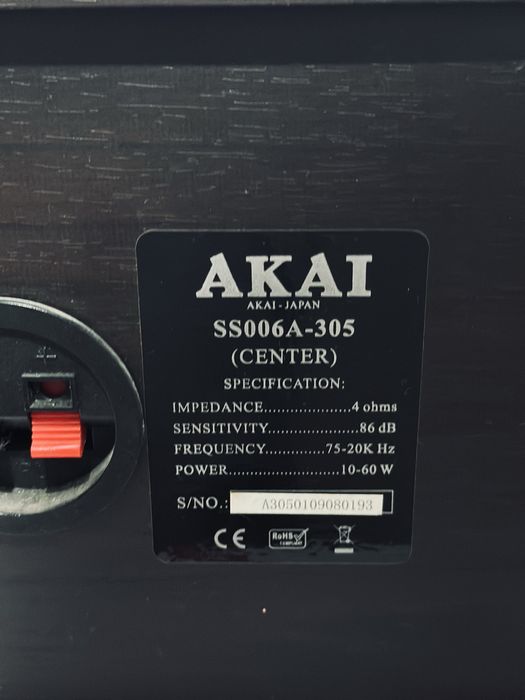 AKAI
AKAI - JAPAN
SS006A-305
(CENTER)
SPECIFICATION:
IMPEDANCE....................4 ohms
SENSITIVITY.....................86 dB
FREQUENCY..............75-20K Hz
POWER..........................10-60 W
S/NO.: A3050109080193
CE RoHS COMPLIANT